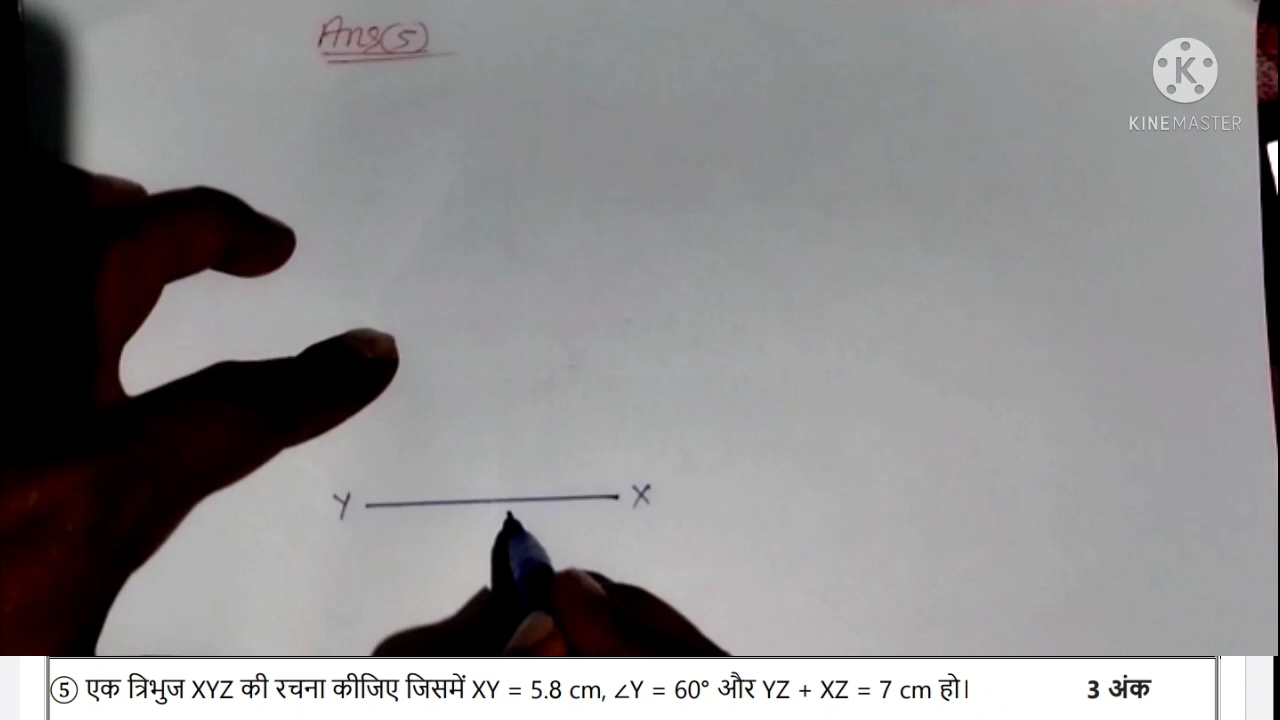 Ans(5)
K
KINEMASTER
Y X
⑤ एक त्रिभुज XYZ की रचना कीजिए जिसमें XY = 5.8 cm, ∠Y = 60° और YZ + XZ = 7 cm हो। 3 अंक